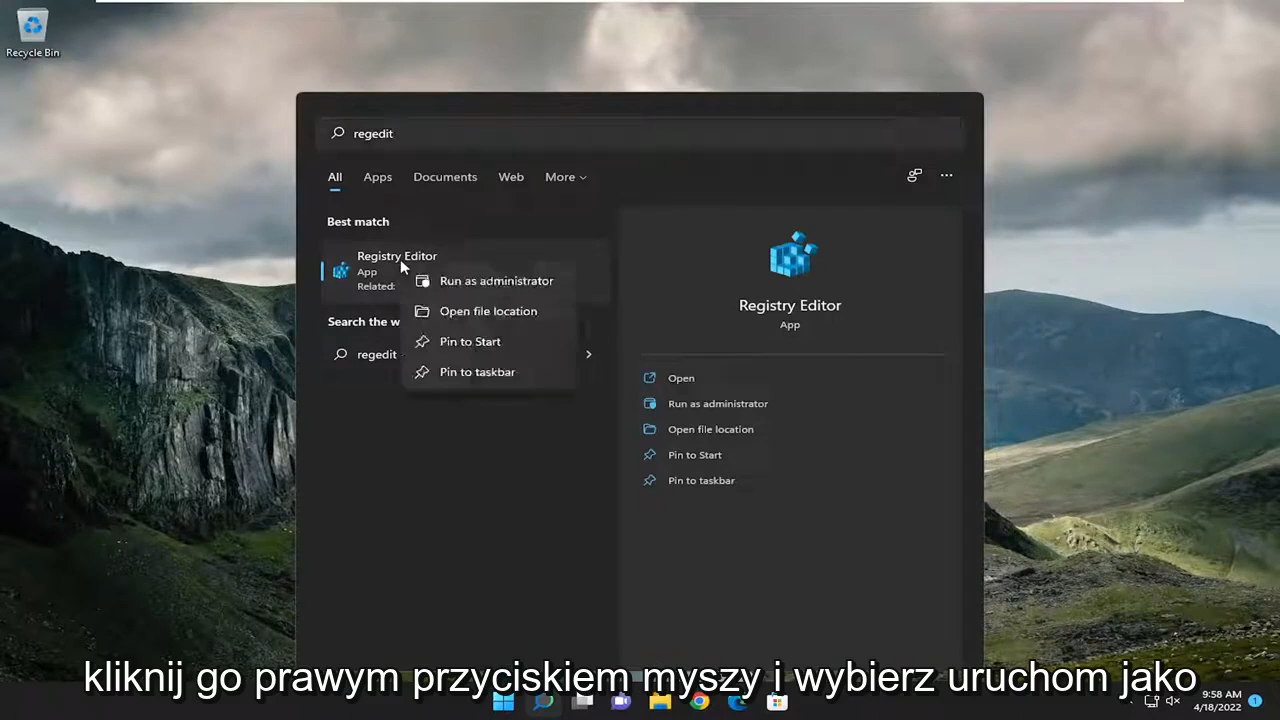 Recycle Bin
regedit
All Apps Documents Web More
Best match
Registry Editor
App
Related:
Search the w
regedit
Run as administrator
Open file location
Pin to Start
Pin to taskbar
Registry Editor
App
Open
Run as administrator
Open file location
Pin to Start
Pin to taskbar
kliknij go prawym przyciskiem myszy i wybierz uruchom jako
9:58 AM
4/18/2022
1